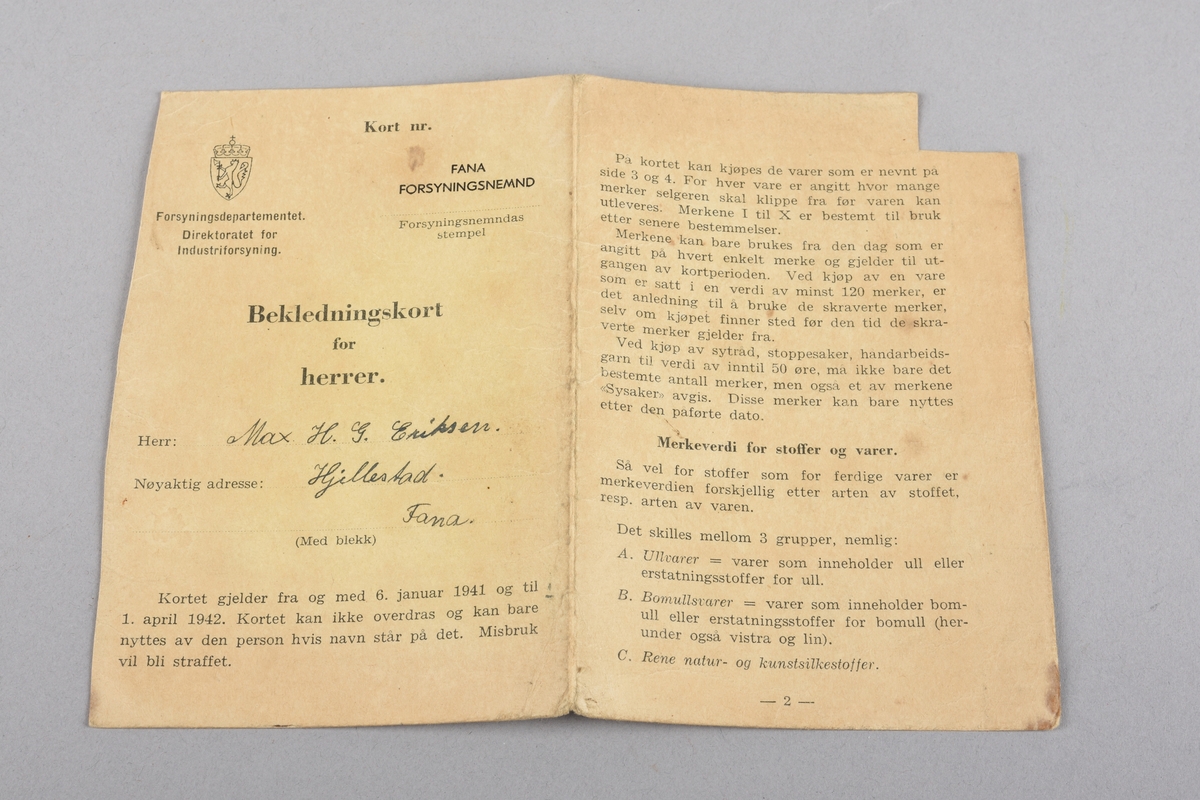 Kort nr.
FANA
FORSYNINGSNEMND
Forsyningsdepartementet.
Direktoratet for
Industriforsyning.
Forsyningsnemndas
stempel
Bekledningskort
for
herrer.
Herr: Max H. G. Eriksen.
Nøyaktig adresse: Hjellestad.
Fana.
(Med blekk)
Kortet gjelder fra og med 6. januar 1941 og til
1. april 1942. Kortet kan ikke overdras og kan bare
nyttes av den person hvis navn står på det. Misbruk
vil bli straffet.
På kortet kan kjøpes de varer som er nevnt på
side 3 og 4. For hver vare er angitt hvor mange
merker selgeren skal klippe fra før varen kan
utleveres. Merkene I til X er bestemt til bruk
etter senere bestemmelser.
Merkene kan bare brukes fra den dag som er
angitt på hvert enkelt merke og gjelder til ut-
gangen av kortperioden. Ved kjøp av en vare
som er satt i en verdi av minst 120 merker, er
det anledning til å bruke de skraverte merker,
selv om kjøpet finner sted før den tid de skra-
verte merker gjelder fra.
Ved kjøp av sytråd, stoppesaker, handarbeids-
garn til verdi av inntil 50 øre, må ikke bare det
bestemte antall merker, men også et av merkene
«Sysaker» avgis. Disse merker kan bare nyttes
etter den påførte dato.
Merkeverdi for stoffer og varer.
Så vel for stoffer som for ferdige varer er
merkeverdien forskjellig etter arten av stoffet,
resp. arten av varen.
Det skilles mellom 3 grupper, nemlig:
A. Ullvarer = varer som inneholder ull eller
erstatningsstoffer for ull.
B. Bomullsvarer = varer som inneholder bom-
ull eller erstatningsstoffer for bomull (her-
under også vistra og lin).
C. Rene natur- og kunstsilkestoffer.
— 2 —